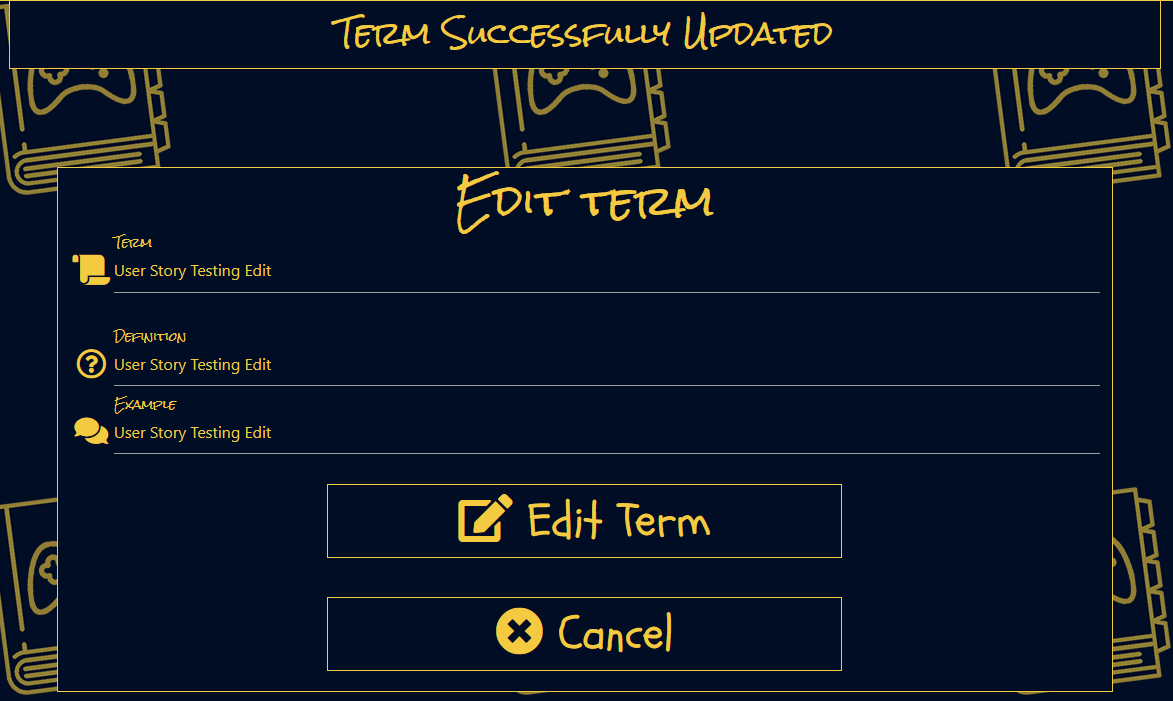 Term Successfully Updated
Edit term
Term
User Story Testing Edit
Definition
User Story Testing Edit
Example
User Story Testing Edit
Edit Term
Cancel